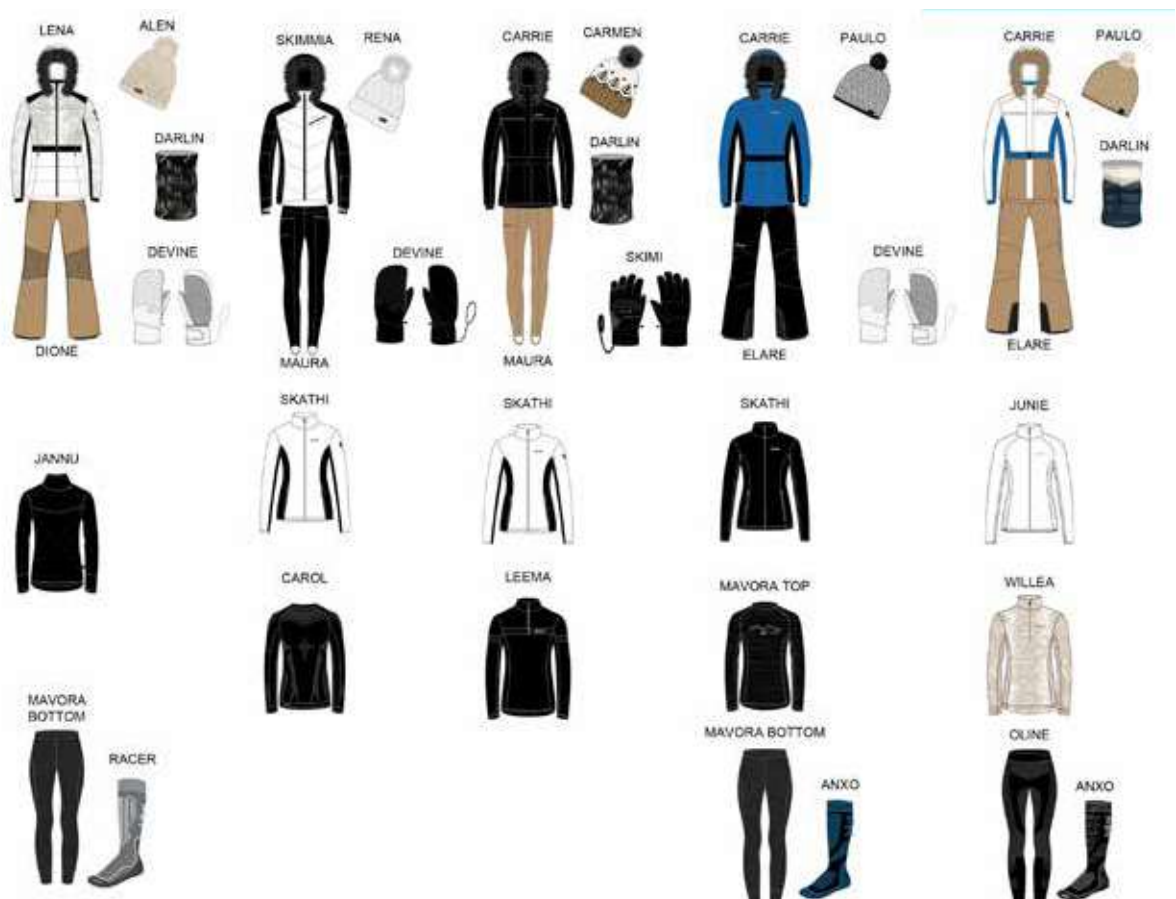 LENA
ALEN
SKIMMIA
RENA
CARRIE
CARMEN
CARRIE
PAULO
CARRIE
PAULO
DARLIN
DARLIN
DARLIN
DEVINE
DEVINE
SKIMI
DEVINE
DIONE
MAURA
MAURA
ELARE
ELARE
SKATHI
SKATHI
SKATHI
JUNIE
JANNU
CAROL
LEEMA
MAVORA TOP
WILLEA
MAVORA
BOTTOM
RACER
MAVORA BOTTOM
ANXO
OLINE
ANXO